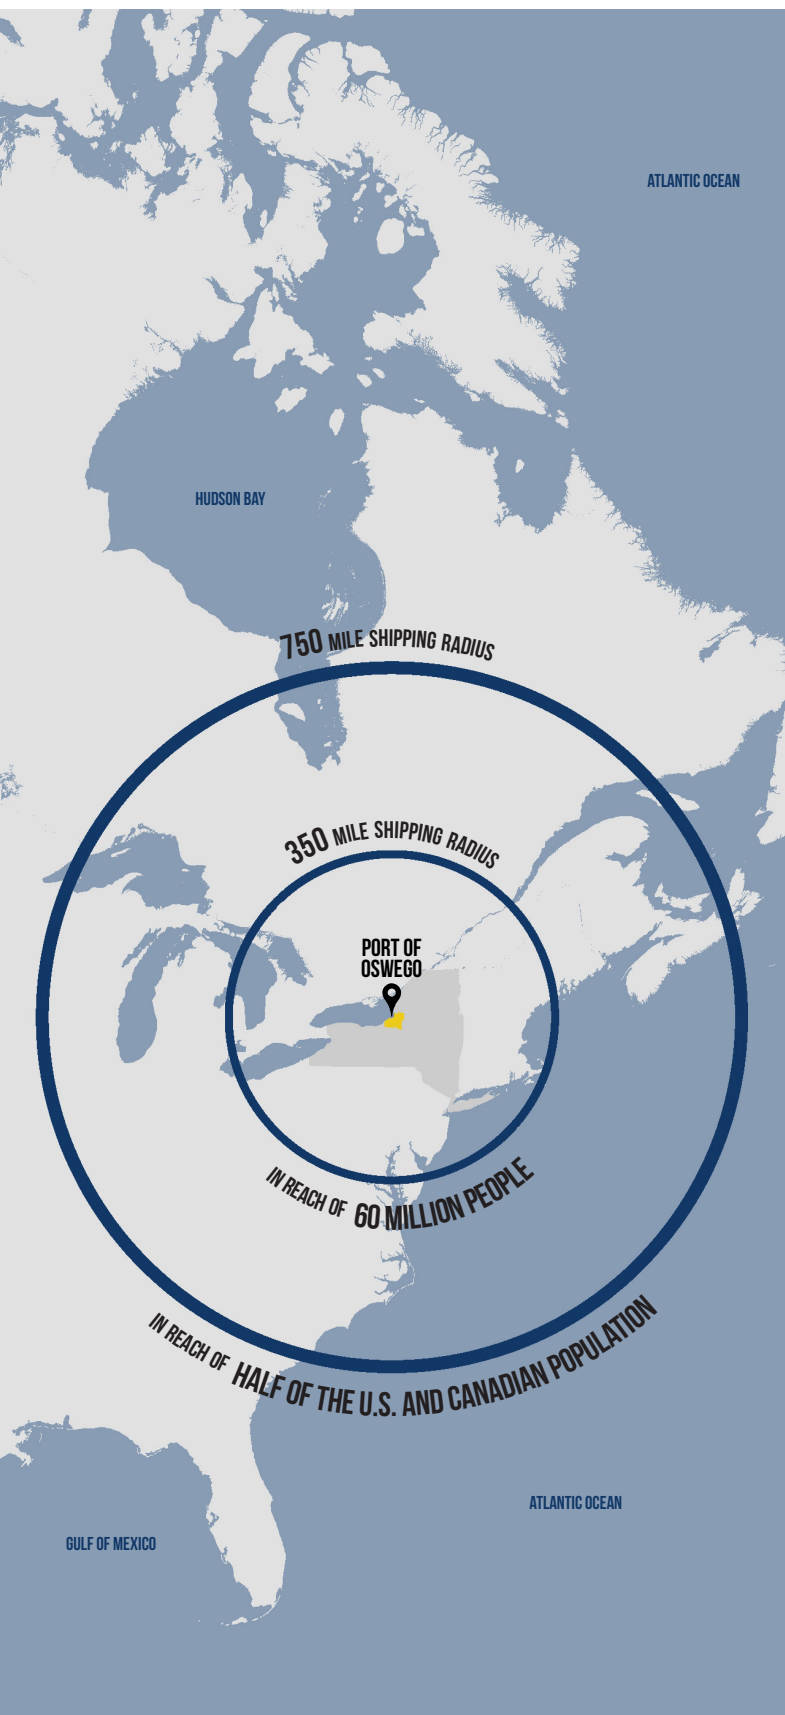 ATLANTIC OCEAN
HUDSON BAY
750 MILE SHIPPING RADIUS
350 MILE SHIPPING RADIUS
PORT OF
OSWEGO
IN REACH OF 60 MILLION PEOPLE
IN REACH OF HALF OF THE U.S. AND CANADIAN POPULATION
ATLANTIC OCEAN
GULF OF MEXICO